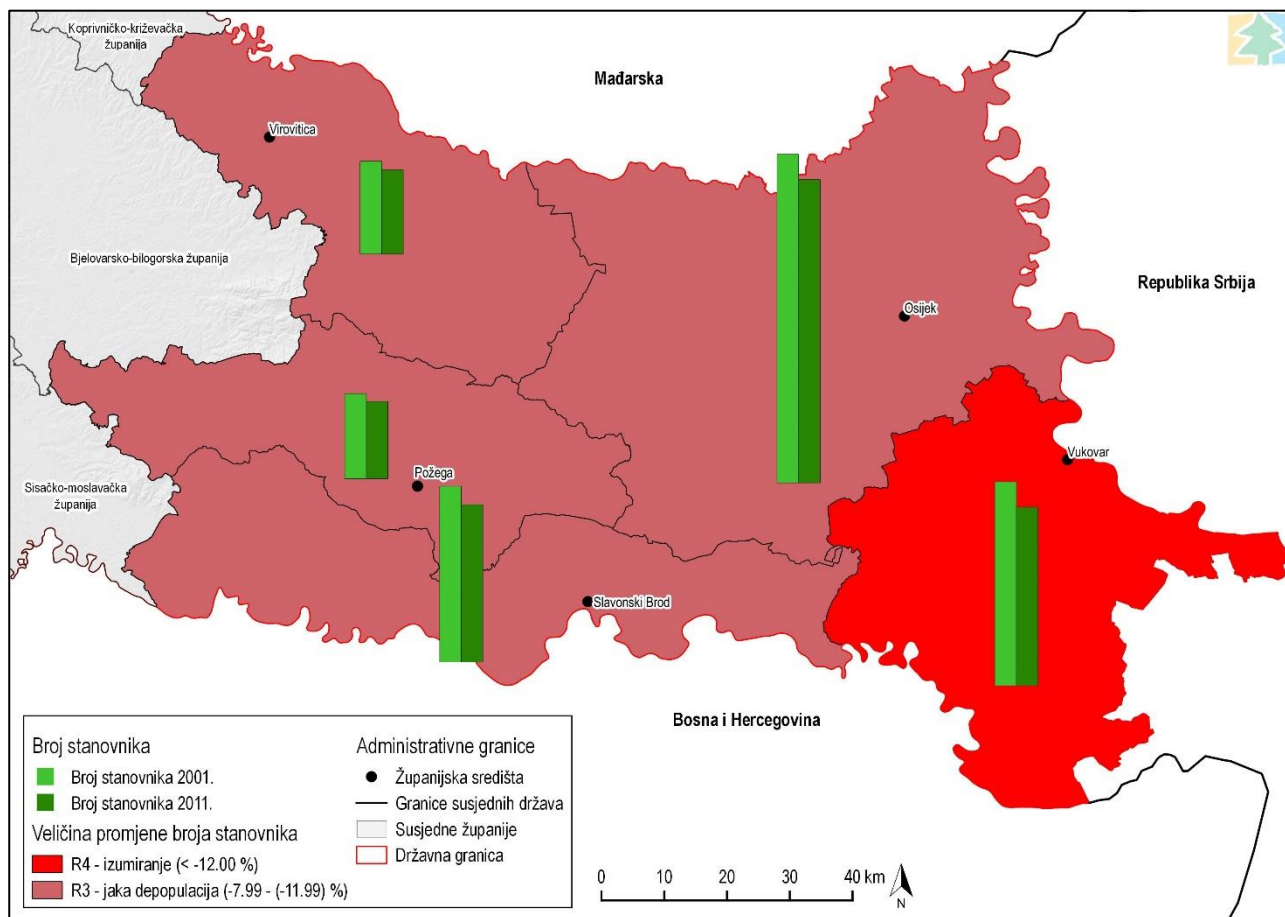 Koprivničko-križevačka
županija
Mađarska
Virovitica
Bjelovarsko-bilogorska županija
Republika Srbija
Osijek
Vukovar
Požega
Sisačko-moslavačka
županija
Slavonski Brod
Bosna i Hercegovina
Broj stanovnika
Broj stanovnika 2001.
Broj stanovnika 2011.
Veličina promjene broja stanovnika
R4 - izumiranje (< -12.00 %)
R3 - jaka depopulacija (-7.99 - (-11.99) %)
Administrativne granice
Županijska središta
Granice susjednih država
Susjedne županije
Državna granica
0 10 20 30 40 km
N